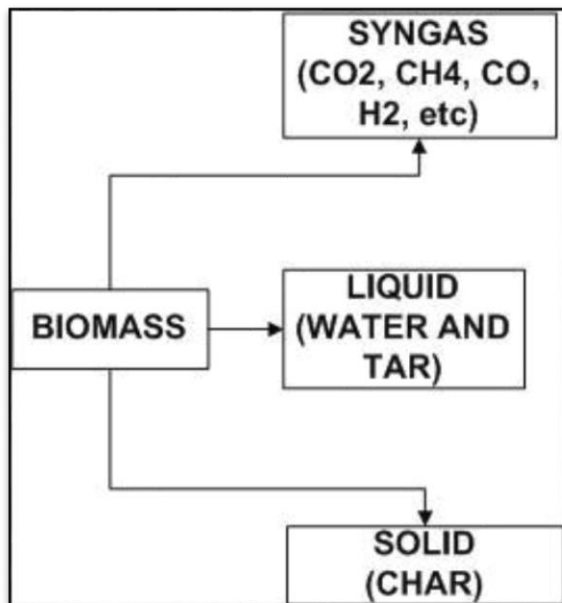 SYNGAS
(CO2, CH4, CO,
H2, etc)
BIOMASS
LIQUID
(WATER AND
TAR)
SOLID
(CHAR)